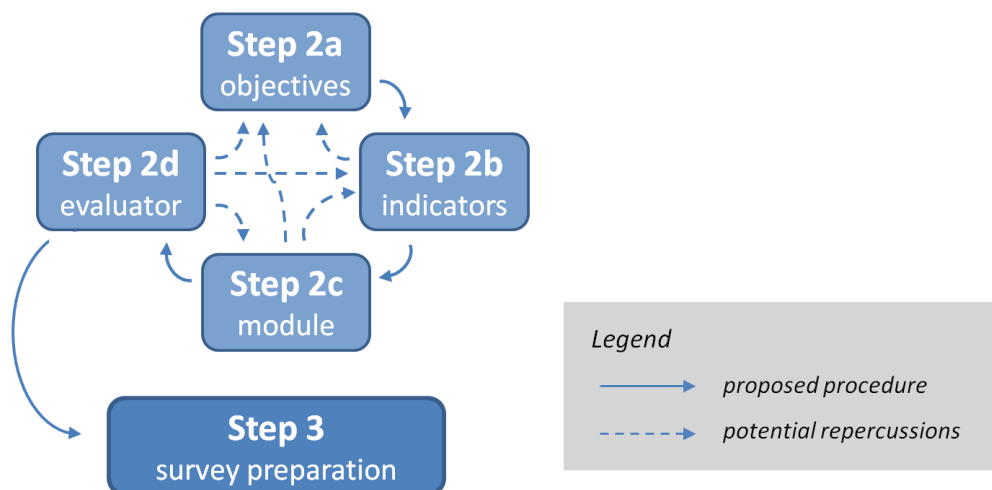 Step 2a
objectives
Step 2d
evaluator
Step 2b
indicators
Step 2c
module
Legend
proposed procedure
potential repercussions
Step 3
survey preparation